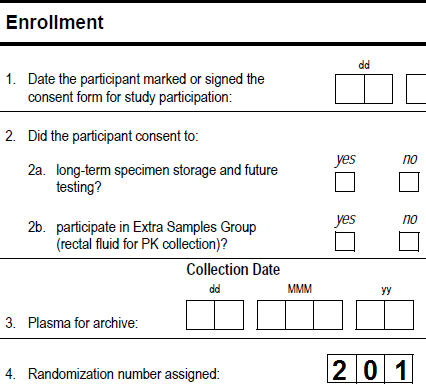 Enrollment
dd
1. Date the participant marked or signed the
consent form for study participation:
2. Did the participant consent to:
yes no
2a. long-term specimen storage and future
testing?
yes no
2b. participate in Extra Samples Group
(rectal fluid for PK collection)?
Collection Date
dd MMM yy
3. Plasma for archive:
4. Randomization number assigned: 2 0 1